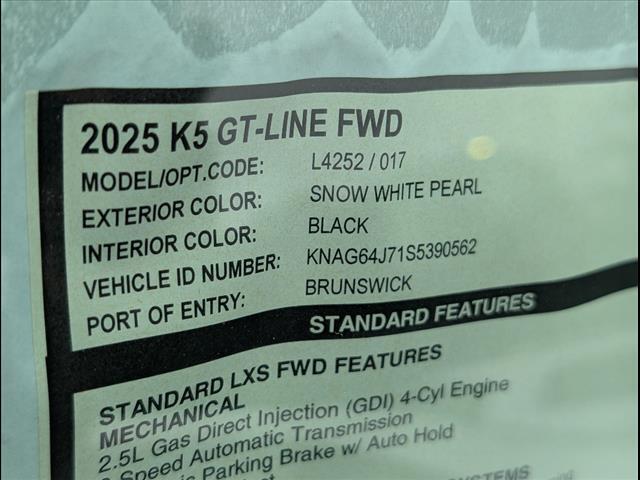 2025 K5 GT-LINE FWD
MODEL/OPT.CODE: L4252 / 017
EXTERIOR COLOR: SNOW WHITE PEARL
INTERIOR COLOR: BLACK
VEHICLE ID NUMBER: KNAG64J71S5390562
PORT OF ENTRY: BRUNSWICK
STANDARD FEATURES
STANDARD LXS FWD FEATURES
MECHANICAL
2.5L Gas Direct Injection (GDI) 4-Cyl Engine
Speed Automatic Transmission
Parking Brake w/ Auto Hold